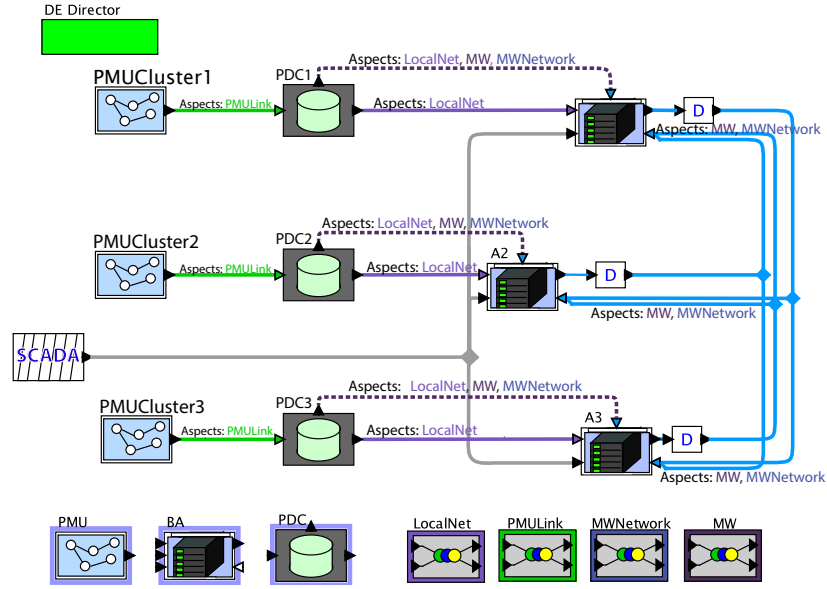 DE Director
Aspects: LocalNet, MW, MWNetwork
PMUCluster1
PDC1
Aspects: PMULink
Aspects: LocalNet
D
Aspects: MW, MWNetwork
Aspects: LocalNet, MW, MWNetwork
PMUCluster2
PDC2
A2
Aspects: PMULink
Aspects: LocalNet
D
Aspects: MW, MWNetwork
SCADA
Aspects: LocalNet, MW, MWNetwork
PMUCluster3
PDC3
A3
Aspects: PMULink
Aspects: LocalNet
D
Aspects: MW, MWNetwork
PMU
BA
PDC
LocalNet
PMULink
MWNetwork
MW